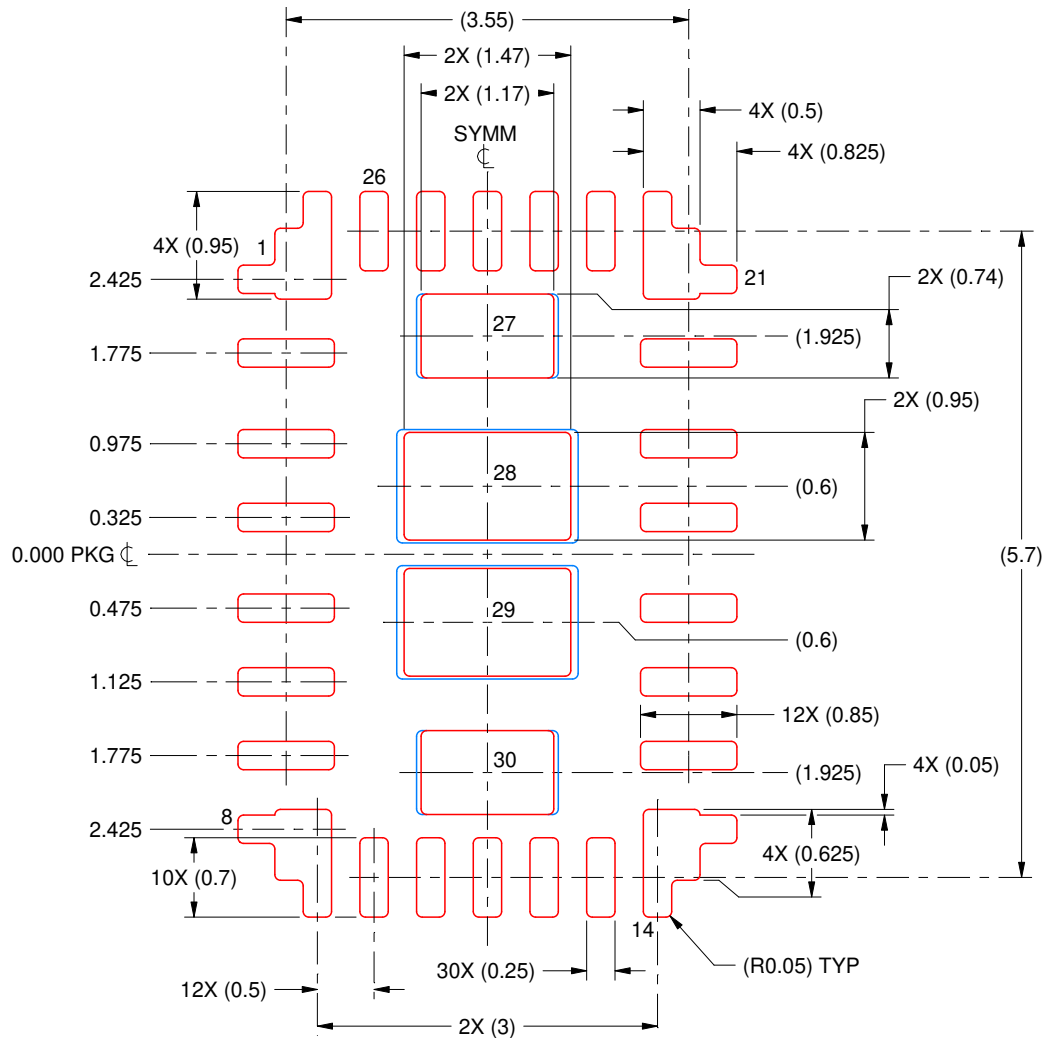 (3.55)
2X (1.47)
2X (1.17)
4X (0.5)
SYMM
℄
4X (0.825)
26
4X (0.95)
1
2.425
21
2X (0.74)
27
(1.925)
1.775
2X (0.95)
0.975
28
(0.6)
0.325
0.000 PKG ℄
(5.7)
0.475
29
(0.6)
1.125
12X (0.85)
1.775
30
(1.925)
4X (0.05)
2.425
8
4X (0.625)
10X (0.7)
14
30X (0.25)
(R0.05) TYP
12X (0.5)
2X (3)